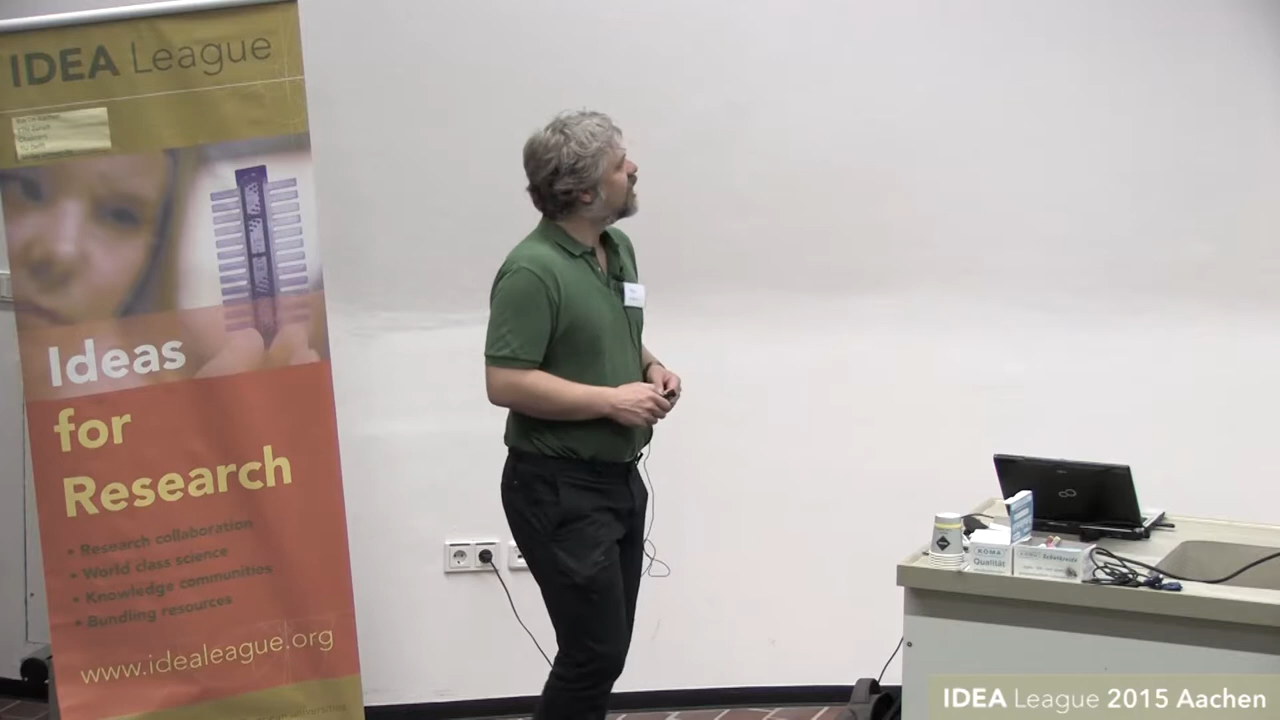 IDEA League
Ideas
for
Research
• Research collaboration
• World class science
• Knowledge communities
• Bundling resources
www.idealeague.org
KOMA
Qualität
IDEA League 2015 Aachen